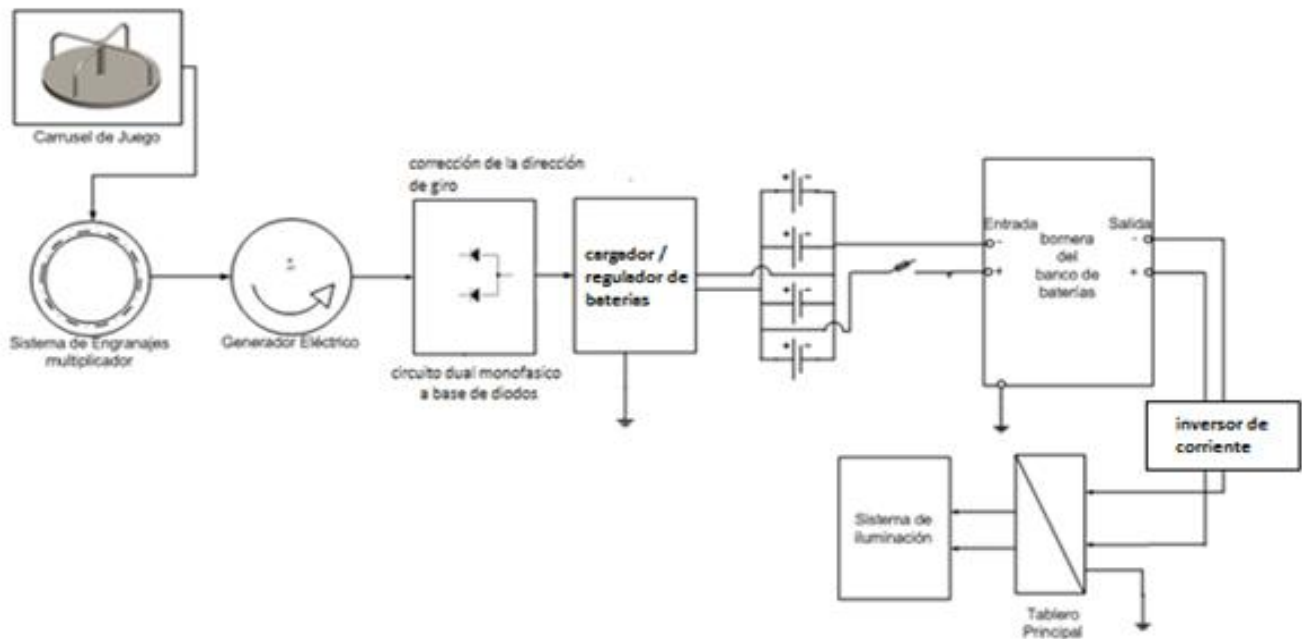 Carrusel de Juego
Sistema de Engranajes
multiplicador
Generador Eléctrico
corrección de la dirección
de giro
circuito dual monofasico
a base de diodos
cargador /
regulador de
baterías
+ -
+ -
+ -
+ -
Entrada
-
+
bornera
del
banco de
baterías
Salida
-
+
inversor de
corriente
Tablero
Principal
Sistema de
iluminación